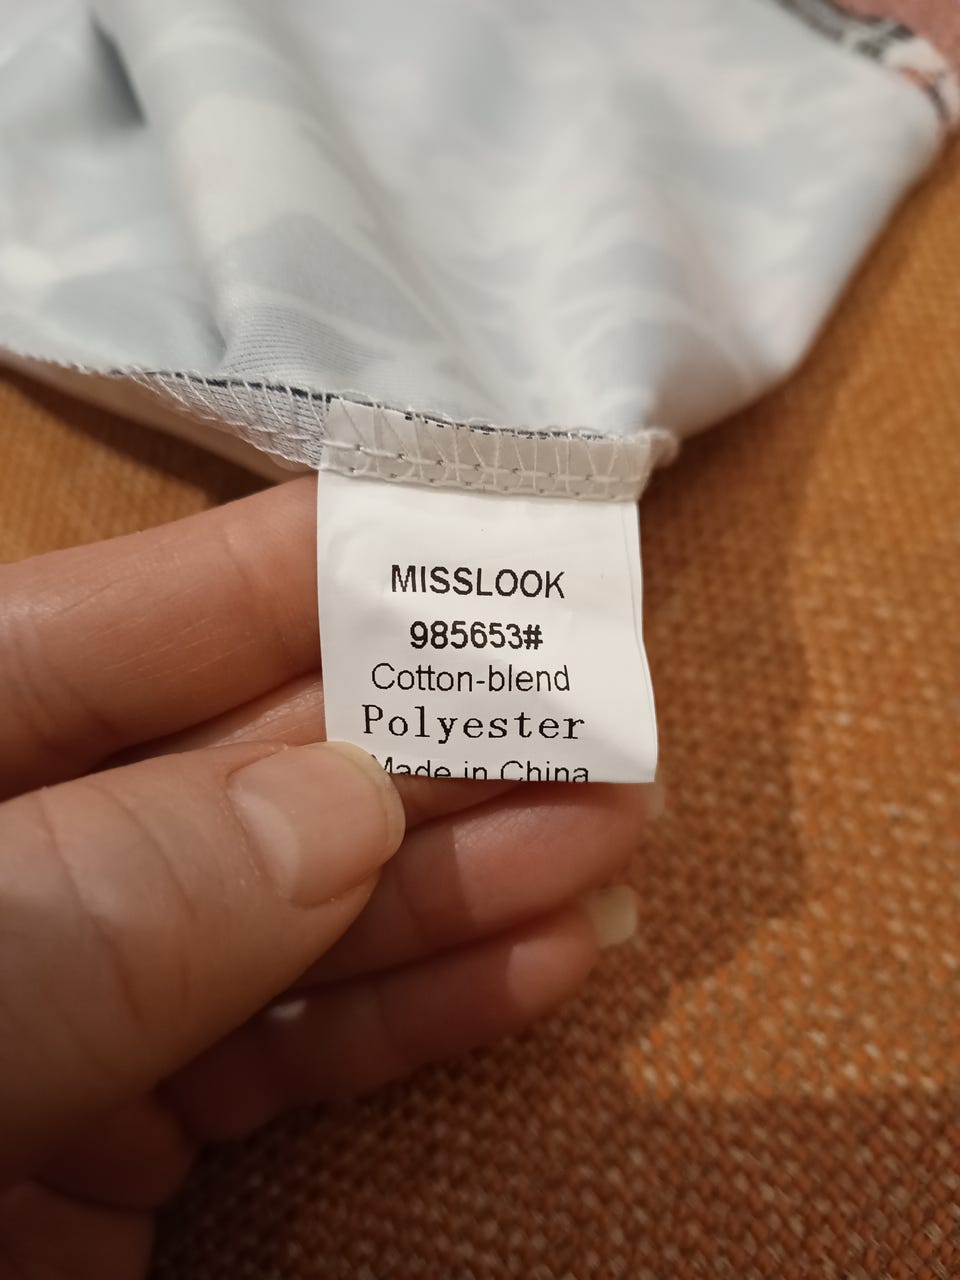 MISSLOOK
985653#
Cotton-blend
Polyester
Made in China